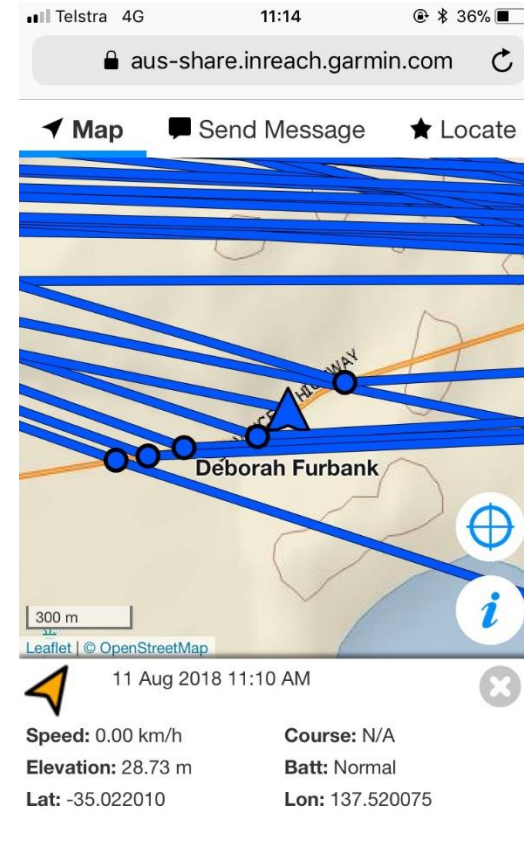 Telstra 4G 11:14 36%
aus-share.inreach.garmin.com
Map Send Message Locate
HIGHWAY
Deborah Furbank
i
300 m
Leaflet | © OpenStreetMap
11 Aug 2018 11:10 AM
Speed: 0.00 km/h Course: N/A
Elevation: 28.73 m Batt: Normal
Lat: -35.022010 Lon: 137.520075